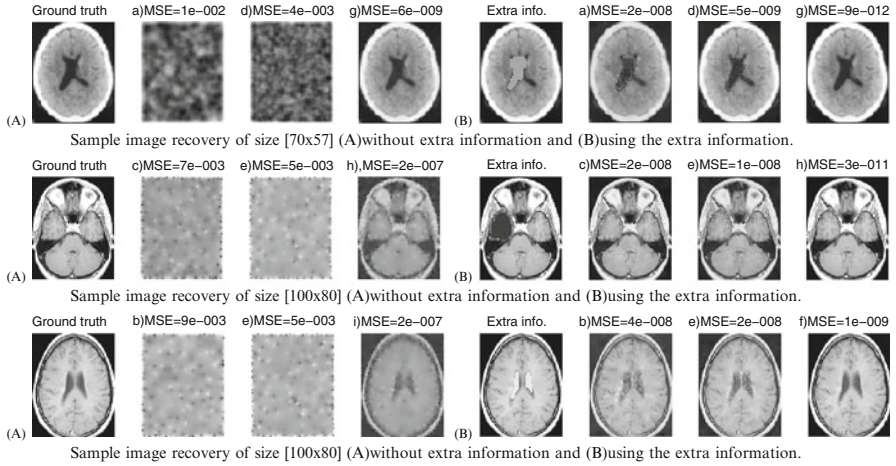 Ground truth a)MSE=1e-002 d)MSE=4e-003 g)MSE=6e-009 Extra info. a)MSE=2e-008 d)MSE=5e-009 g)MSE=9e-012
(A) (B)
Sample image recovery of size [70x57] (A)without extra information and (B)using the extra information.
Ground truth c)MSE=7e-003 e)MSE=5e-003 h),MSE=2e-007 Extra info. c)MSE=2e-008 e)MSE=1e-008 h)MSE=3e-011
(A) (B)
Sample image recovery of size [100x80] (A)without extra information and (B)using the extra information.
Ground truth b)MSE=9e-003 e)MSE=5e-003 i)MSE=2e-007 Extra info. b)MSE=4e-008 e)MSE=2e-008 f)MSE=1e-009
(A) (B)
Sample image recovery of size [100x80] (A)without extra information and (B)using the extra information.